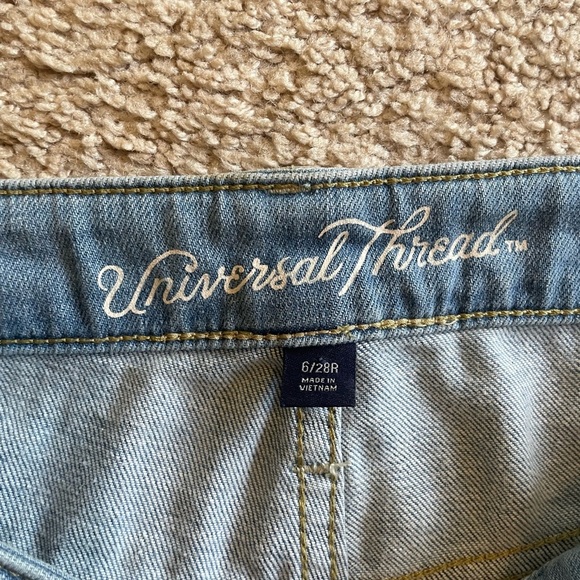 Universal Thread™
6/28R
MADE IN
VIETNAM